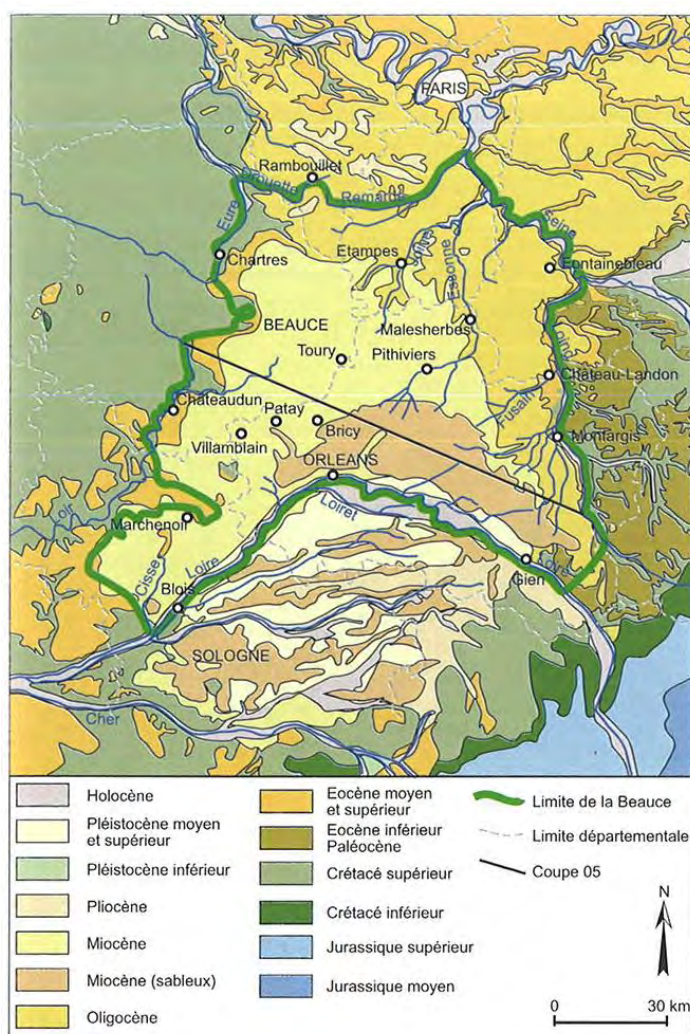 PARIS
Rambouillet
Drouette
Remarde
Eure
Seine
Etampes
Juine
Essonne
Fontainebleau
Chartres
BEAUCE
Malesherbes
Toury
Pithiviers
Loing
Château-Landon
Fusain
Chateaudun
Patay
Bricy
Villamblain
Montargis
ORLEANS
Loir
Marchenoir
Loiret
Loire
Loire
Cisse
Gien
Blois
SOLOGNE
Cher
Holocène
Pléistocène moyen
et supérieur
Pléistocène inférieur
Pliocène
Miocène
Miocène (sableux)
Oligocène
Eocène moyen
et supérieur
Eocène inférieur
Paléocène
Crétacé supérieur
Crétacé inférieur
Jurassique supérieur
Jurassique moyen
Limite de la Beauce
Limite départementale
Coupe 05
N
0 30 km